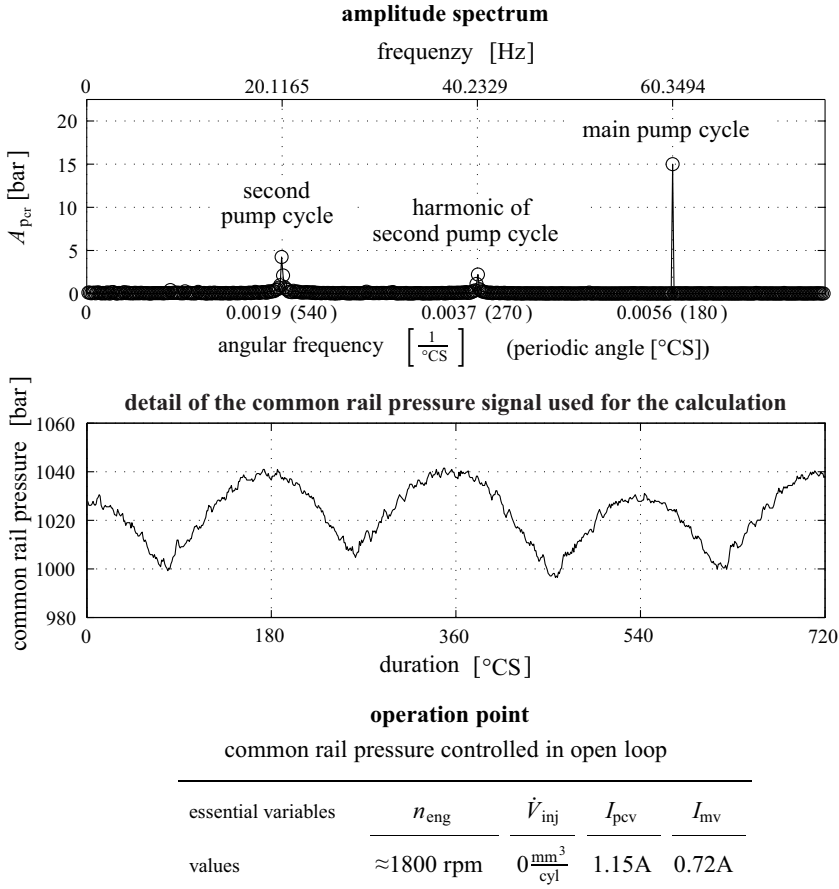 amplitude spectrum
frequenzy [Hz]
0 20.1165 40.2329 60.3494
20
15
10
5
0
A_pcr [bar]
main pump cycle
second
pump cycle
harmonic of
second pump cycle
0 0.0019 (540) 0.0037 (270) 0.0056 (180)
angular frequency [1/°CS] (periodic angle [°CS])
detail of the common rail pressure signal used for the calculation
common rail pressure [bar]
1060
1040
1020
1000
980
0 180 360 540 720
duration [°CS]
operation point
common rail pressure controlled in open loop
essential variables n_eng V̇_inj I_pcv I_mv
values ≈1800 rpm 0 mm³/cyl 1.15A 0.72A